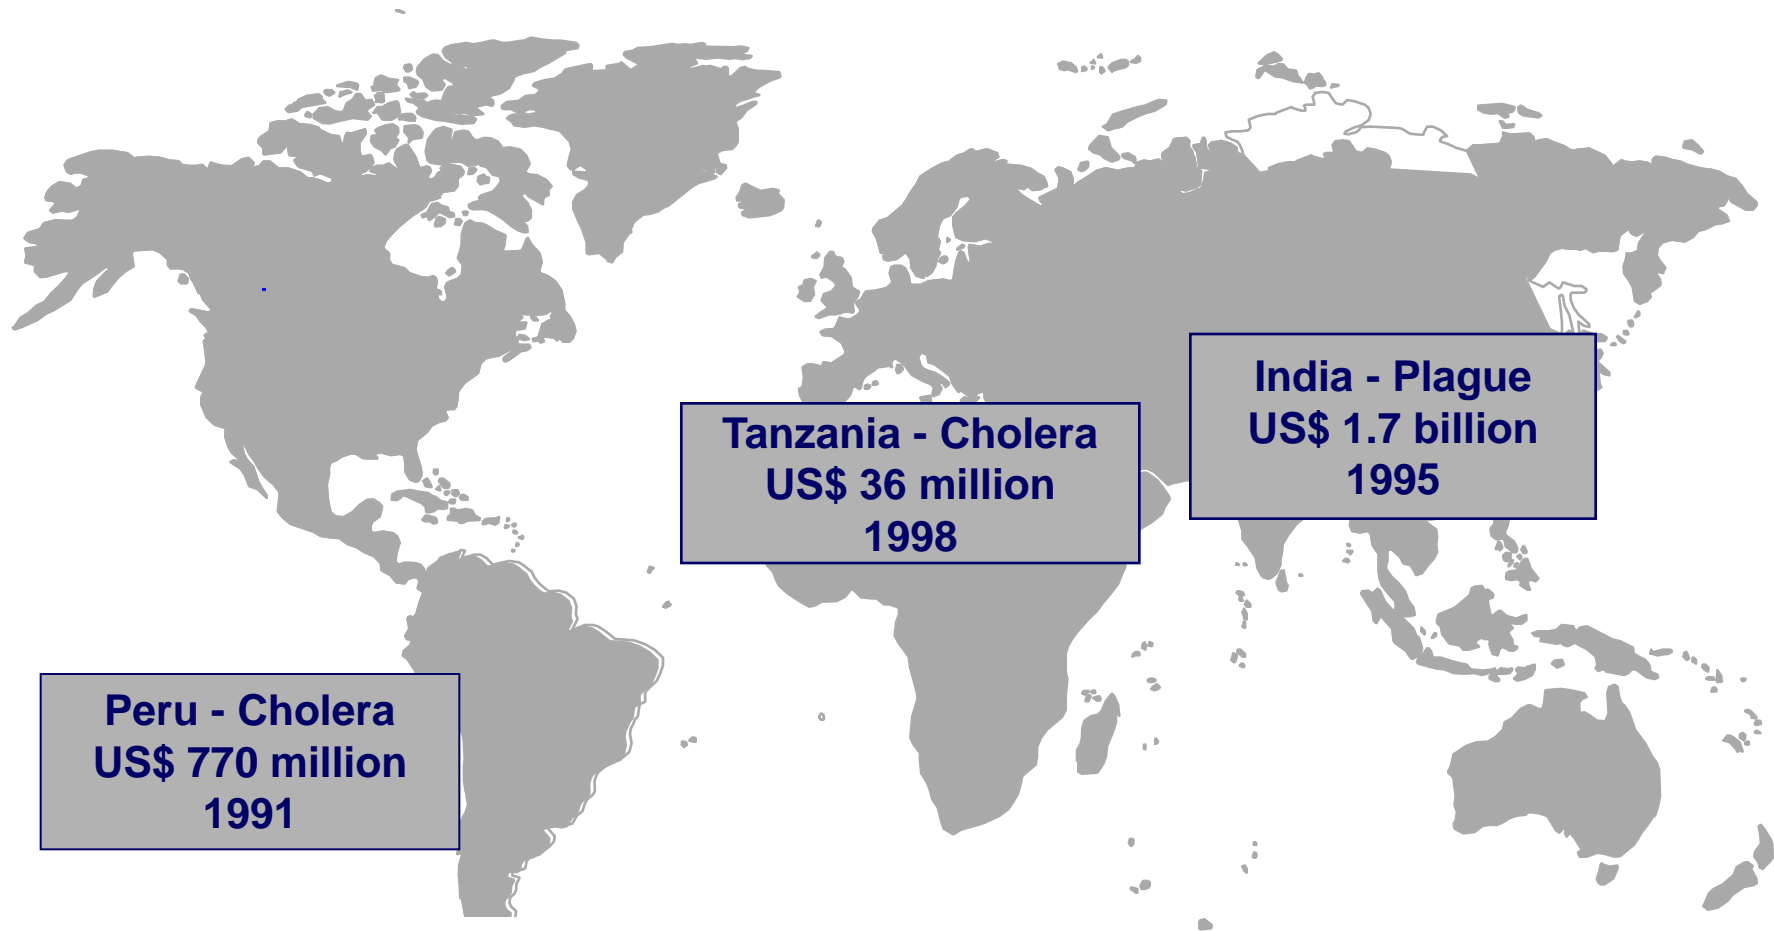 India - Plague
US$ 1.7 billion
1995
Tanzania - Cholera
US$ 36 million
1998
Peru - Cholera
US$ 770 million
1991